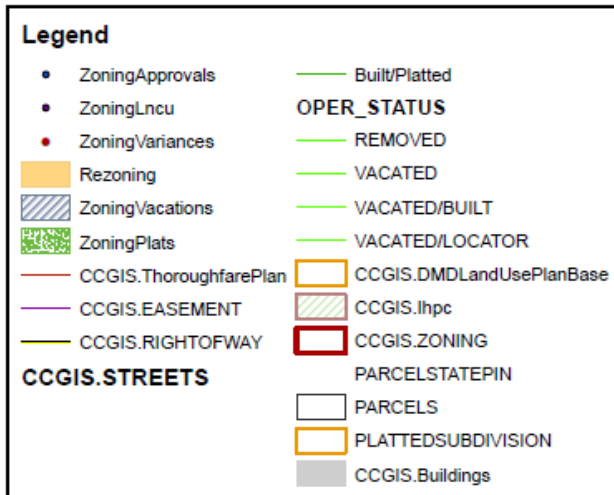 Legend
ZoningApprovals
ZoningLncu
ZoningVariances
Rezoning
ZoningVacations
ZoningPlats
CCGIS.ThoroughfarePlan
CCGIS.EASEMENT
CCGIS.RIGHTOFWAY
CCGIS.STREETS
Built/Platted
OPER_STATUS
REMOVED
VACATED
VACATED/BUILT
VACATED/LOCATOR
CCGIS.DMDLandUsePlanBase
CCGIS.Ihpc
CCGIS.ZONING
PARCELSTATEPIN
PARCELS
PLATTEDSUBDIVISION
CCGIS.Buildings